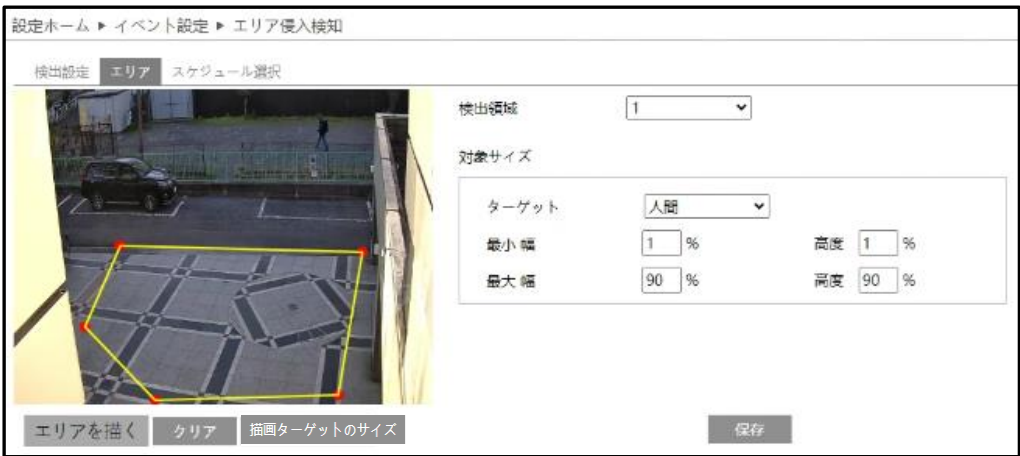 設定ホーム ▶ イベント設定 ▶ エリア侵入検知
検出設定 エリア スケジュール選択
検出領域 1
対象サイズ
ターゲット 人間
最小 幅 1 % 高度 1 %
最大 幅 90 % 高度 90 %
エリアを描く クリア 描画ターゲットのサイズ 保存